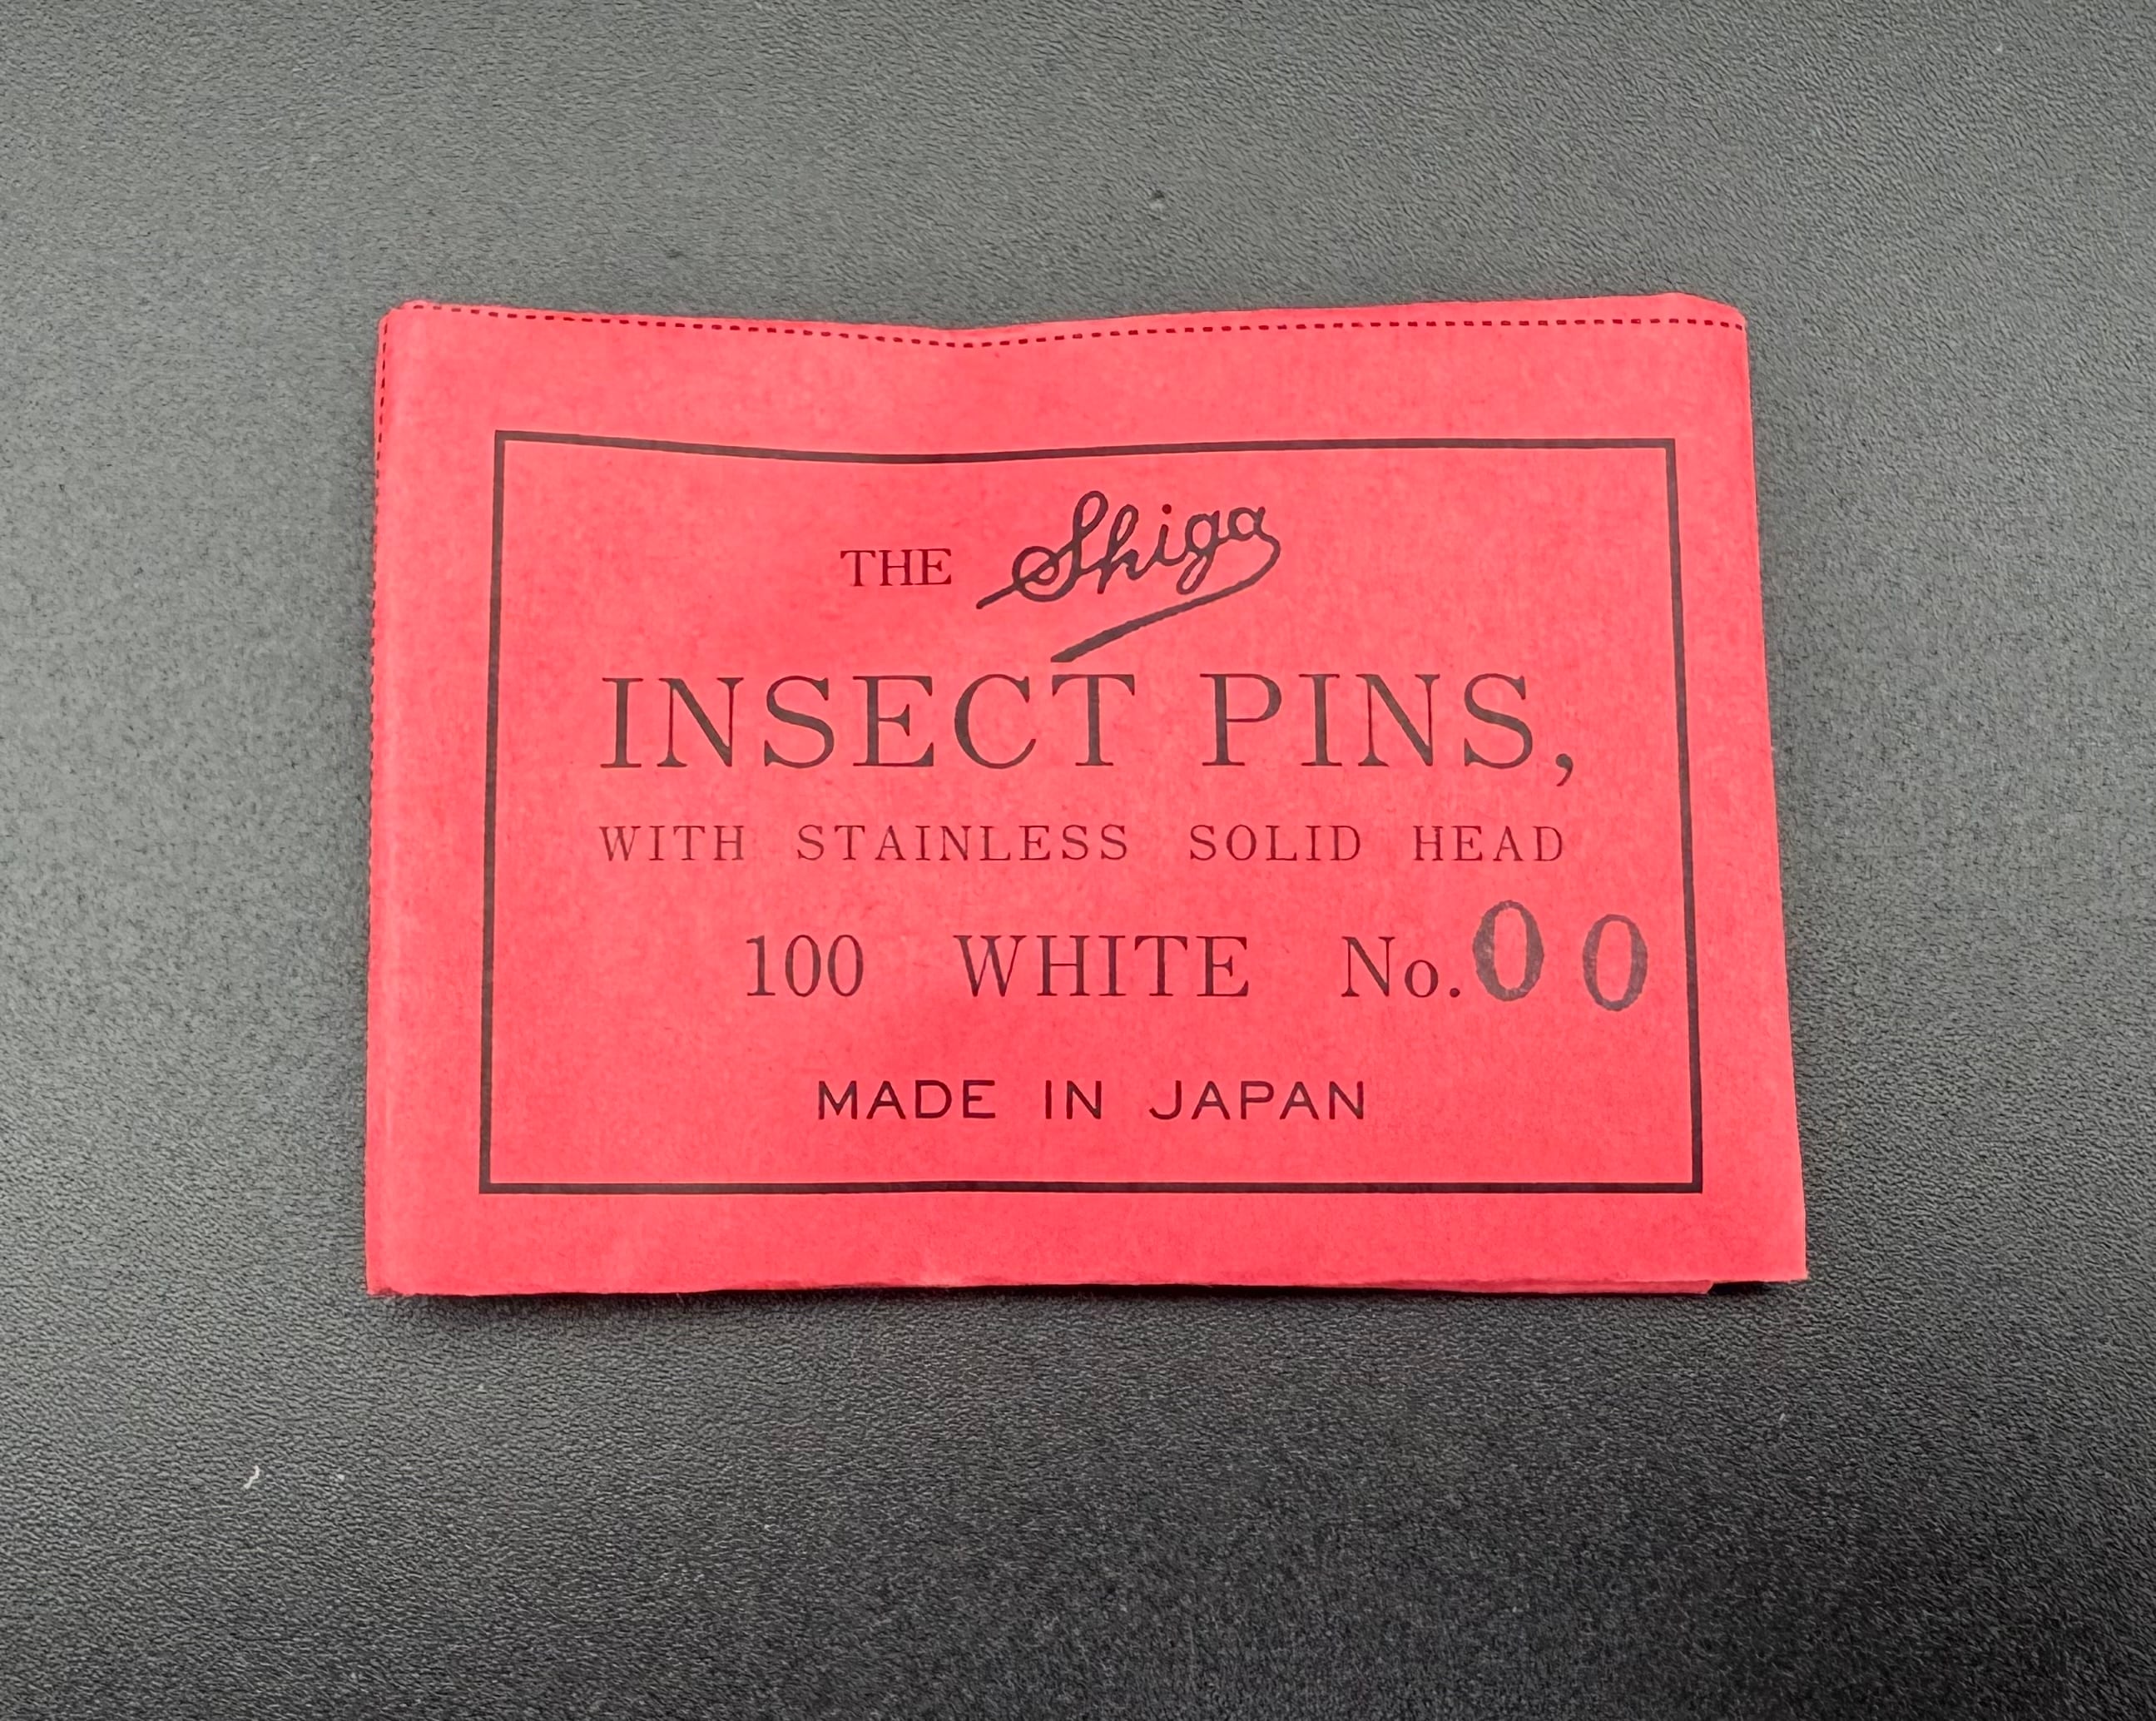 THE Shiga
INSECT PINS,
WITH STAINLESS SOLID HEAD
100 WHITE No. 00
MADE IN JAPAN